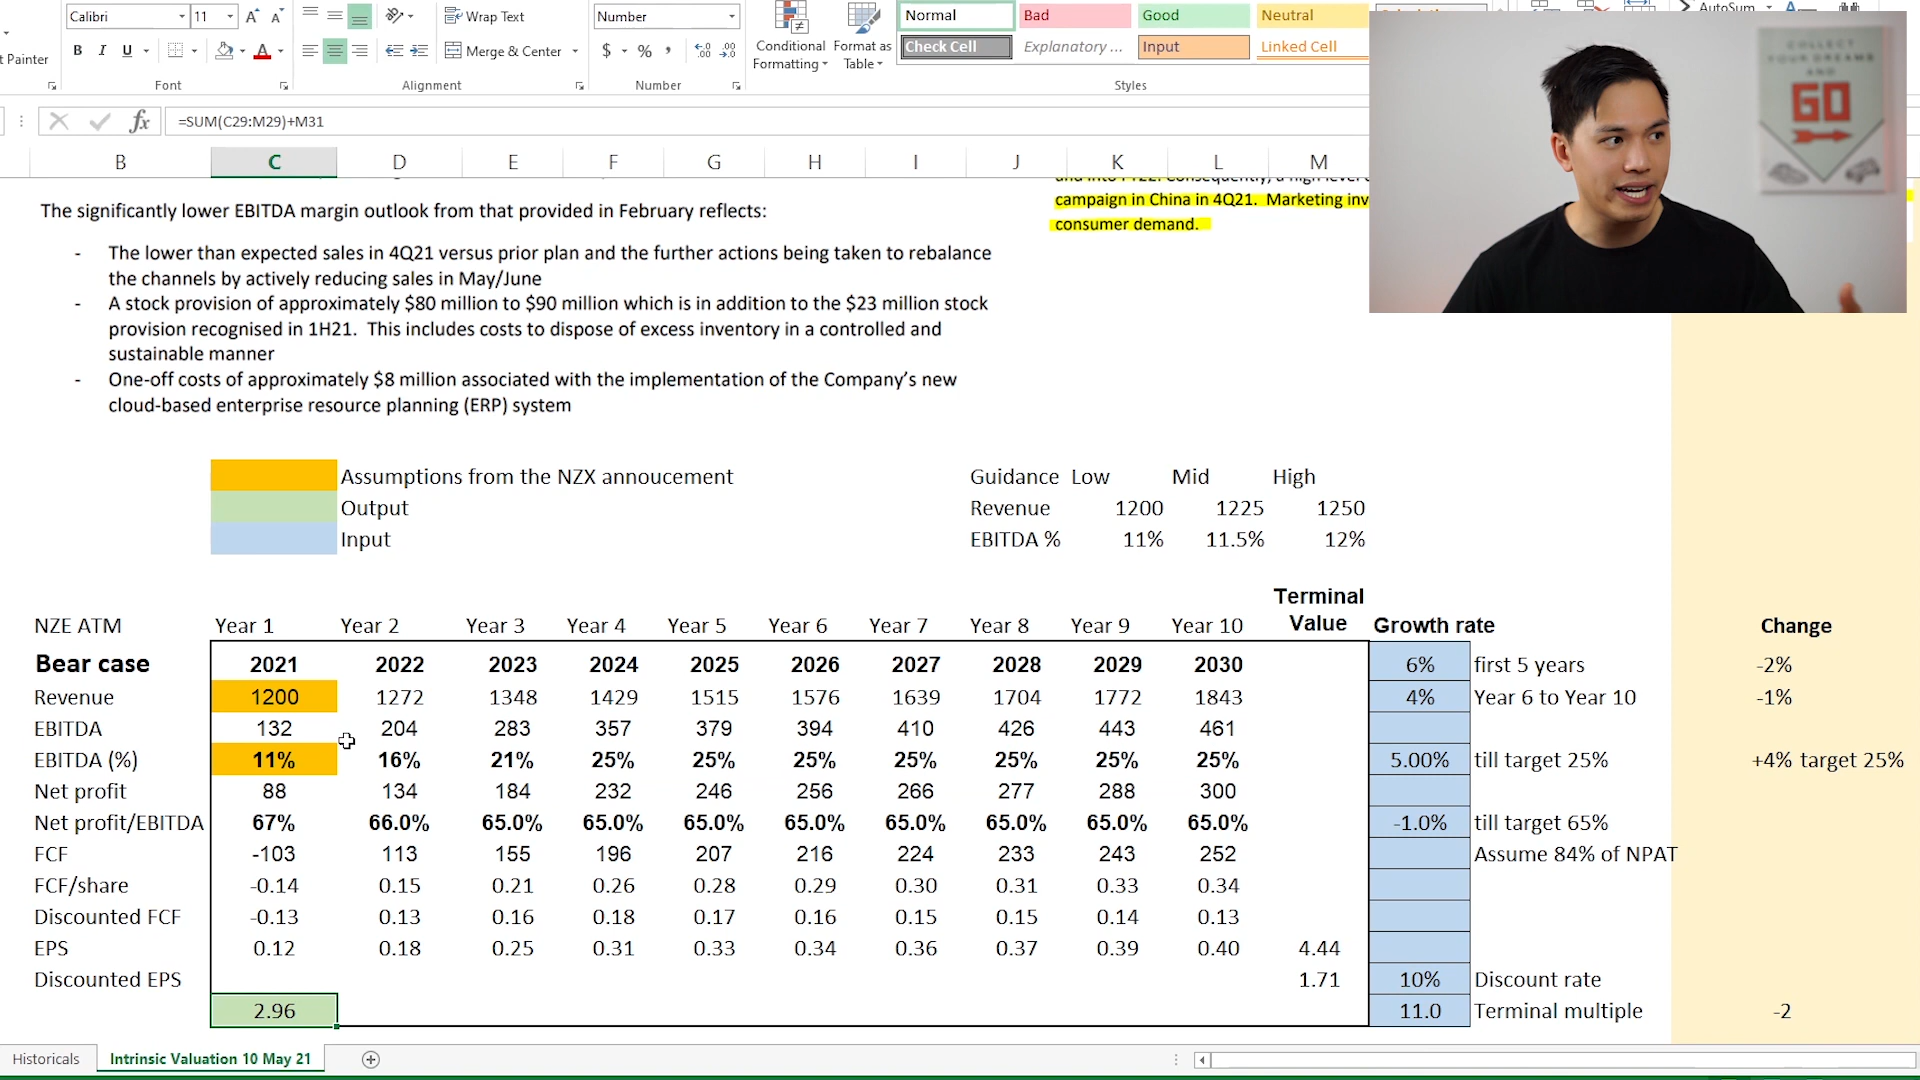 Calibri 11 Wrap Text Number Normal Bad Good Neutral AutoSum
t Painter B I U Merge & Center $ % Conditional Formatting Format as Table Check Cell Explanatory ... Input Linked Cell
Font Alignment Number Styles
fx =SUM(C29:M29)+M31
B C D E F G H I J K L M
COLLECT
YOUR DREAMS
AND
GO
campaign in China in 4Q21. Marketing inv
consumer demand.
The significantly lower EBITDA margin outlook from that provided in February reflects:
- The lower than expected sales in 4Q21 versus prior plan and the further actions being taken to rebalance
the channels by actively reducing sales in May/June
- A stock provision of approximately $80 million to $90 million which is in addition to the $23 million stock
provision recognised in 1H21. This includes costs to dispose of excess inventory in a controlled and
sustainable manner
- One-off costs of approximately $8 million associated with the implementation of the Company's new
cloud-based enterprise resource planning (ERP) system
Assumptions from the NZX annoucement
Output
Input
Guidance Low Mid High
Revenue 1200 1225 1250
EBITDA % 11% 11.5% 12%
NZE ATM Year 1 Year 2 Year 3 Year 4 Year 5 Year 6 Year 7 Year 8 Year 9 Year 10 Terminal Value Growth rate Change
Bear case 2021 2022 2023 2024 2025 2026 2027 2028 2029 2030 6% first 5 years -2%
Revenue 1200 1272 1348 1429 1515 1576 1639 1704 1772 1843 4% Year 6 to Year 10 -1%
EBITDA 132 204 283 357 379 394 410 426 443 461
EBITDA (%) 11% 16% 21% 25% 25% 25% 25% 25% 25% 25% 5.00% till target 25% +4% target 25%
Net profit 88 134 184 232 246 256 266 277 288 300
Net profit/EBITDA 67% 66.0% 65.0% 65.0% 65.0% 65.0% 65.0% 65.0% 65.0% 65.0% -1.0% till target 65%
FCF -103 113 155 196 207 216 224 233 243 252 Assume 84% of NPAT
FCF/share -0.14 0.15 0.21 0.26 0.28 0.29 0.30 0.31 0.33 0.34
Discounted FCF -0.13 0.13 0.16 0.18 0.17 0.16 0.15 0.15 0.14 0.13
EPS 0.12 0.18 0.25 0.31 0.33 0.34 0.36 0.37 0.39 0.40 4.44
Discounted EPS 1.71 10% Discount rate
2.96 11.0 Terminal multiple -2
Historicals Intrinsic Valuation 10 May 21